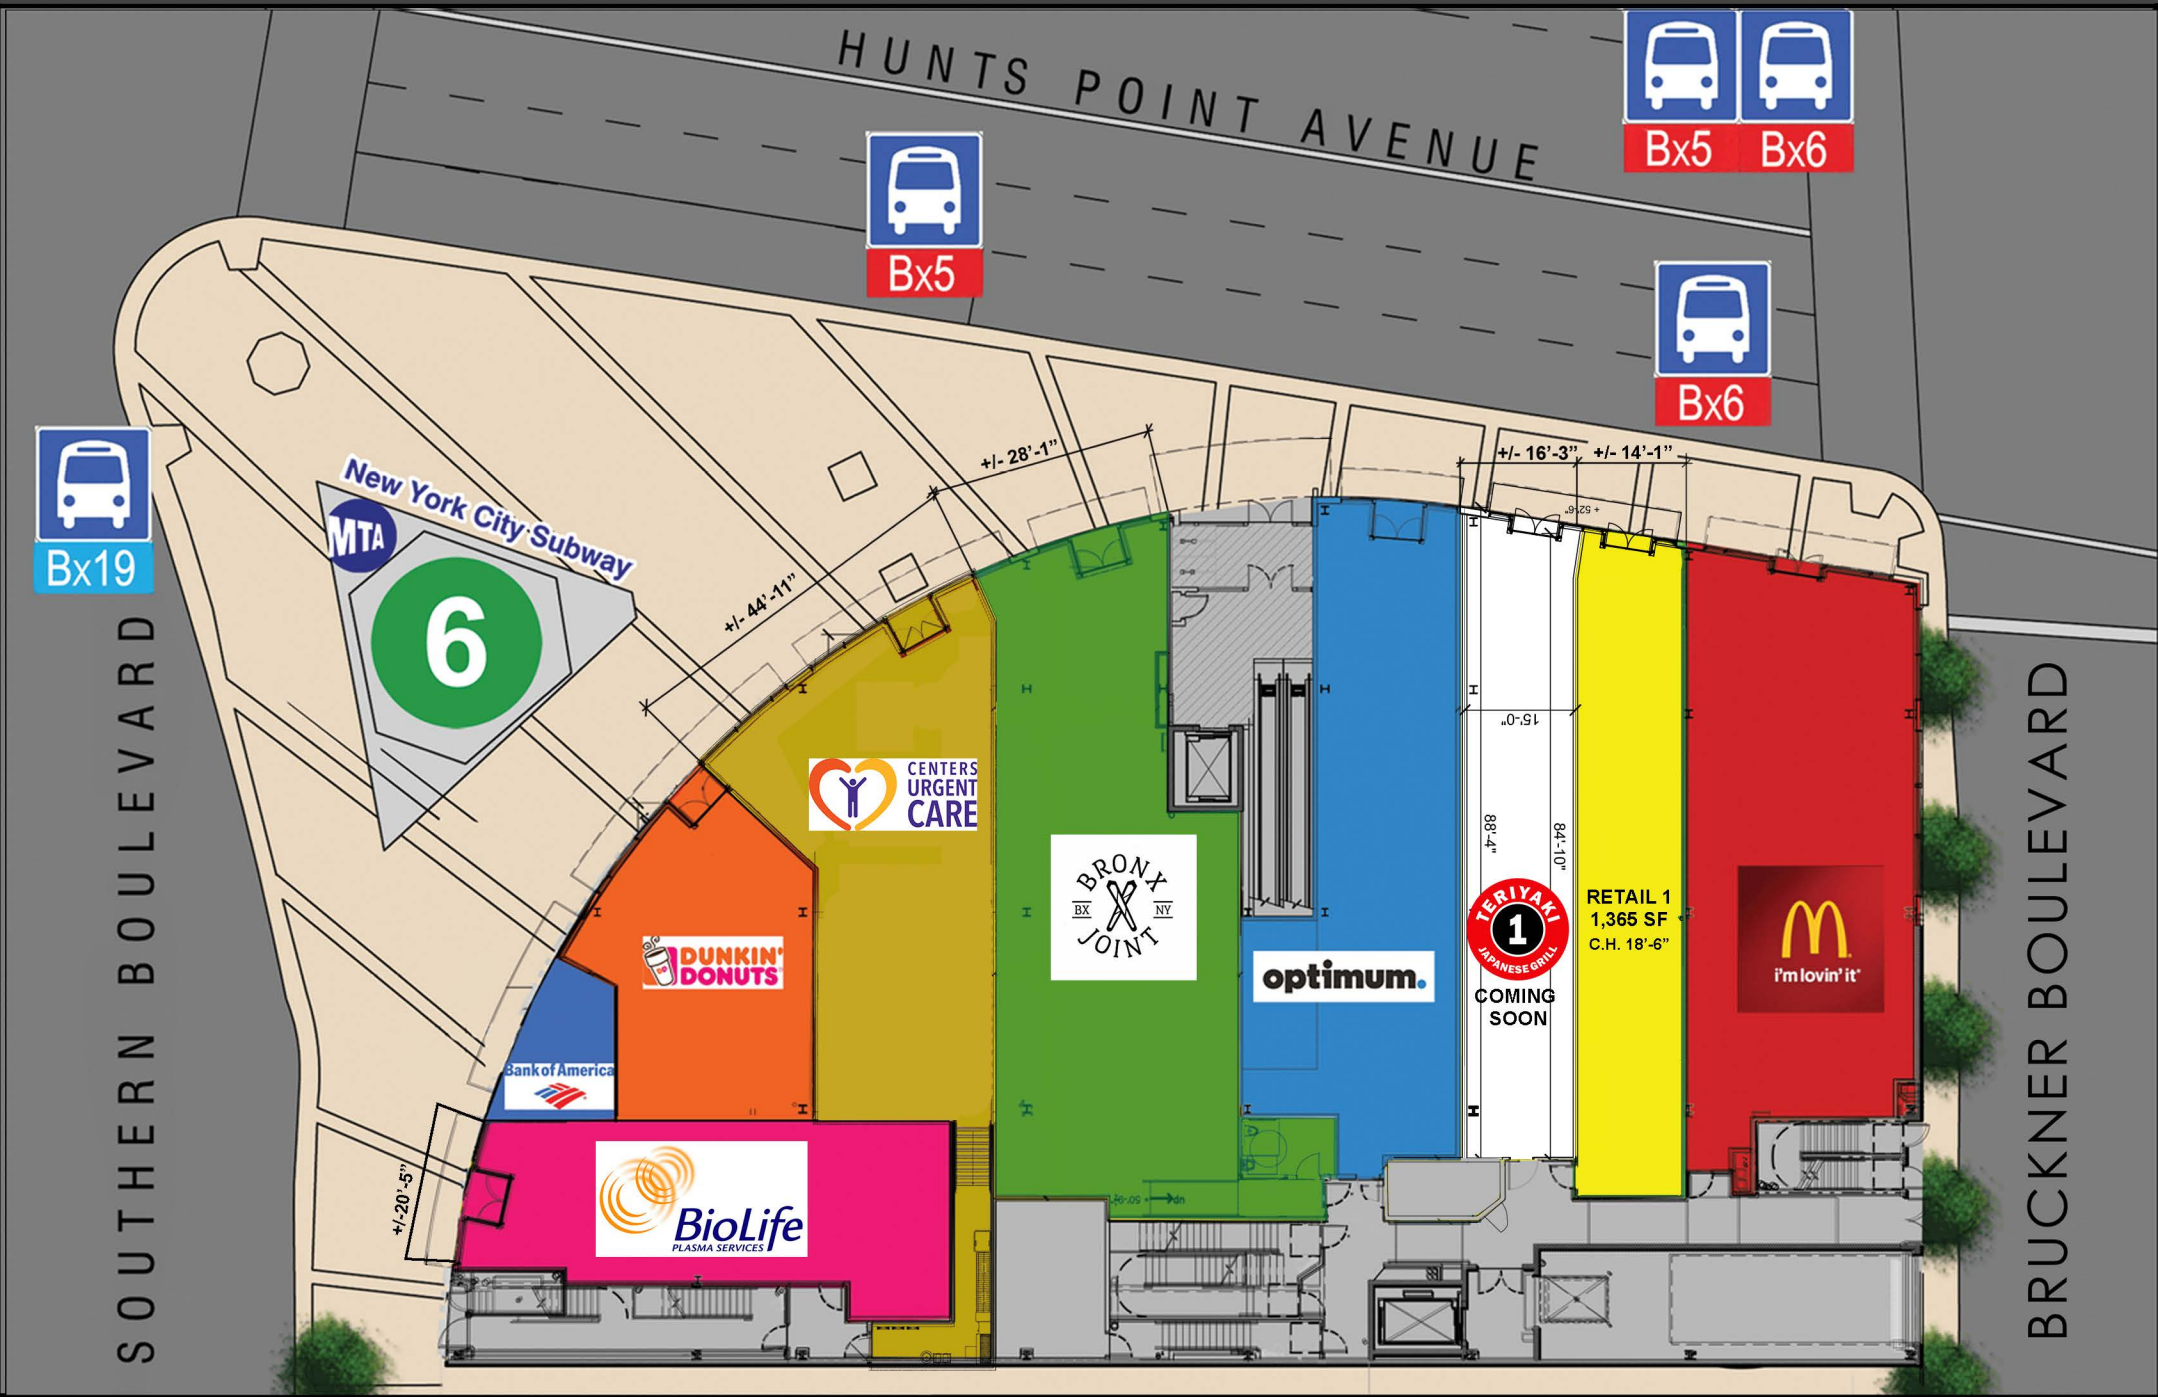 HUNTS POINT AVENUE
Bx5
Bx6
Bx5
Bx6
Bx19
SOUTHERN BOULEVARD
BRUCKNER BOULEVARD
New York City Subway
MTA
6
+/- 44'-11"
+/- 28'-1"
+/- 16'-3"
+/- 14'-1"
+ 52'-6"
15'-0"
88'-4"
84'-10"
+/-20'-5"
CENTERS
URGENT
CARE
BRONX
BX NY
JOINT
DUNKIN'
DONUTS
Bank of America
BioLife
PLASMA SERVICES
optimum.
TERIYAKI
1
JAPANESE GRILL
COMING
SOON
RETAIL 1
1,365 SF
C.H. 18'-6"
i'm lovin' it
UP